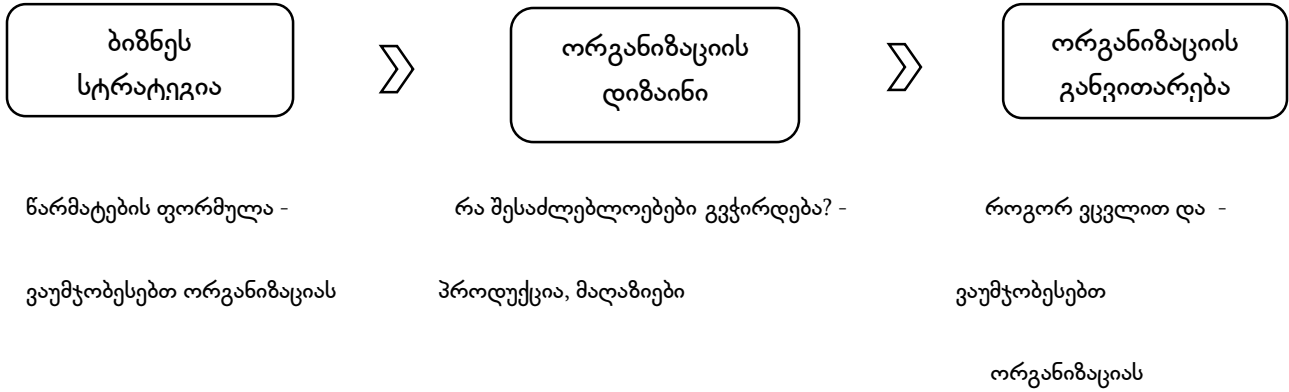 ბიზნეს
სტრატეგია
ორგანიზაციის
დიზაინი
ორგანიზაციის
განვითარება
წარმატების ფორმულა -
რა შესაძლებლოებები გვჭირდება? -
როგორ ვცვლით და -
ვაუმჯობესებთ ორგანიზაციას
პროდუქცია, მაღაზიები
ვაუმჯობესებთ
ორგანიზაციას